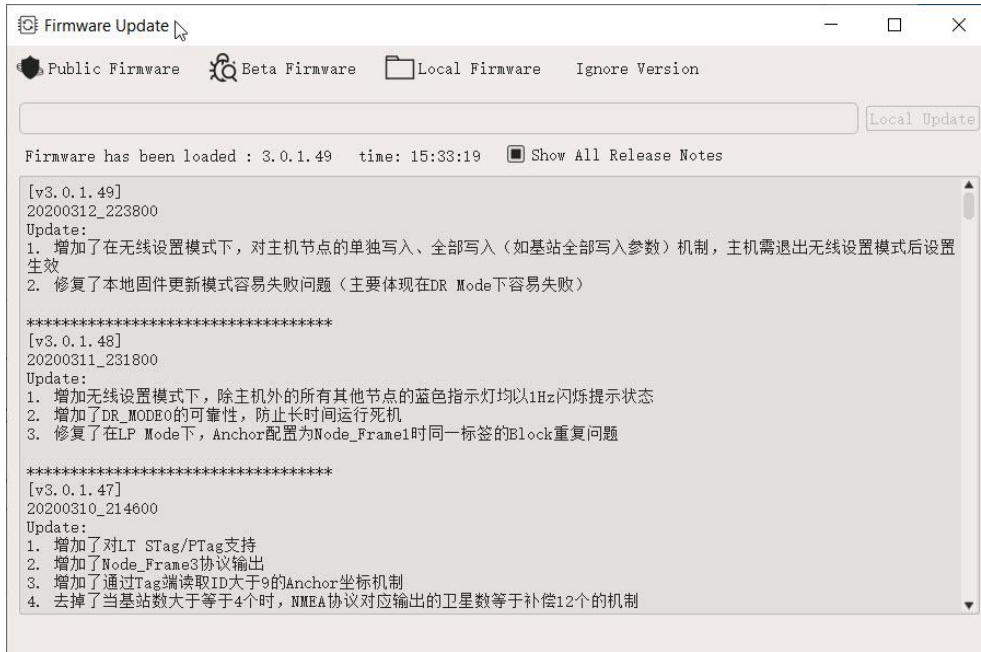 Firmware Update
Public Firmware Beta Firmware Local Firmware Ignore Version
Local Update
Firmware has been loaded : 3.0.1.49 time: 15:33:19 Show All Release Notes
[v3.0.1.49]
20200312_223800
Update:
1. 增加了在无线设置模式下，对主机节点的单独写入、全部写入（如基站全部写入参数）机制，主机需退出无线设置模式后设置
生效
2. 修复了本地固件更新模式容易失败问题（主要体现在DR Mode下容易失败）
***********************************
[v3.0.1.48]
20200311_231800
Update:
1. 增加无线设置模式下，除主机外的所有其他节点的蓝色指示灯均以1Hz闪烁提示状态
2. 增加了DR_MODE0的可靠性，防止长时间运行死机
3. 修复了在LP Mode下，Anchor配置为Node_Frame1时同一标签的Block重复问题
***********************************
[v3.0.1.47]
20200310_214600
Update:
1. 增加了对LT STag/PTag支持
2. 增加了Node_Frame3协议输出
3. 增加了通过Tag端读取ID大于9的Anchor坐标机制
4. 去掉了当基站数大于等于4个时，NMEA协议对应输出的卫星数等于补偿12个的机制